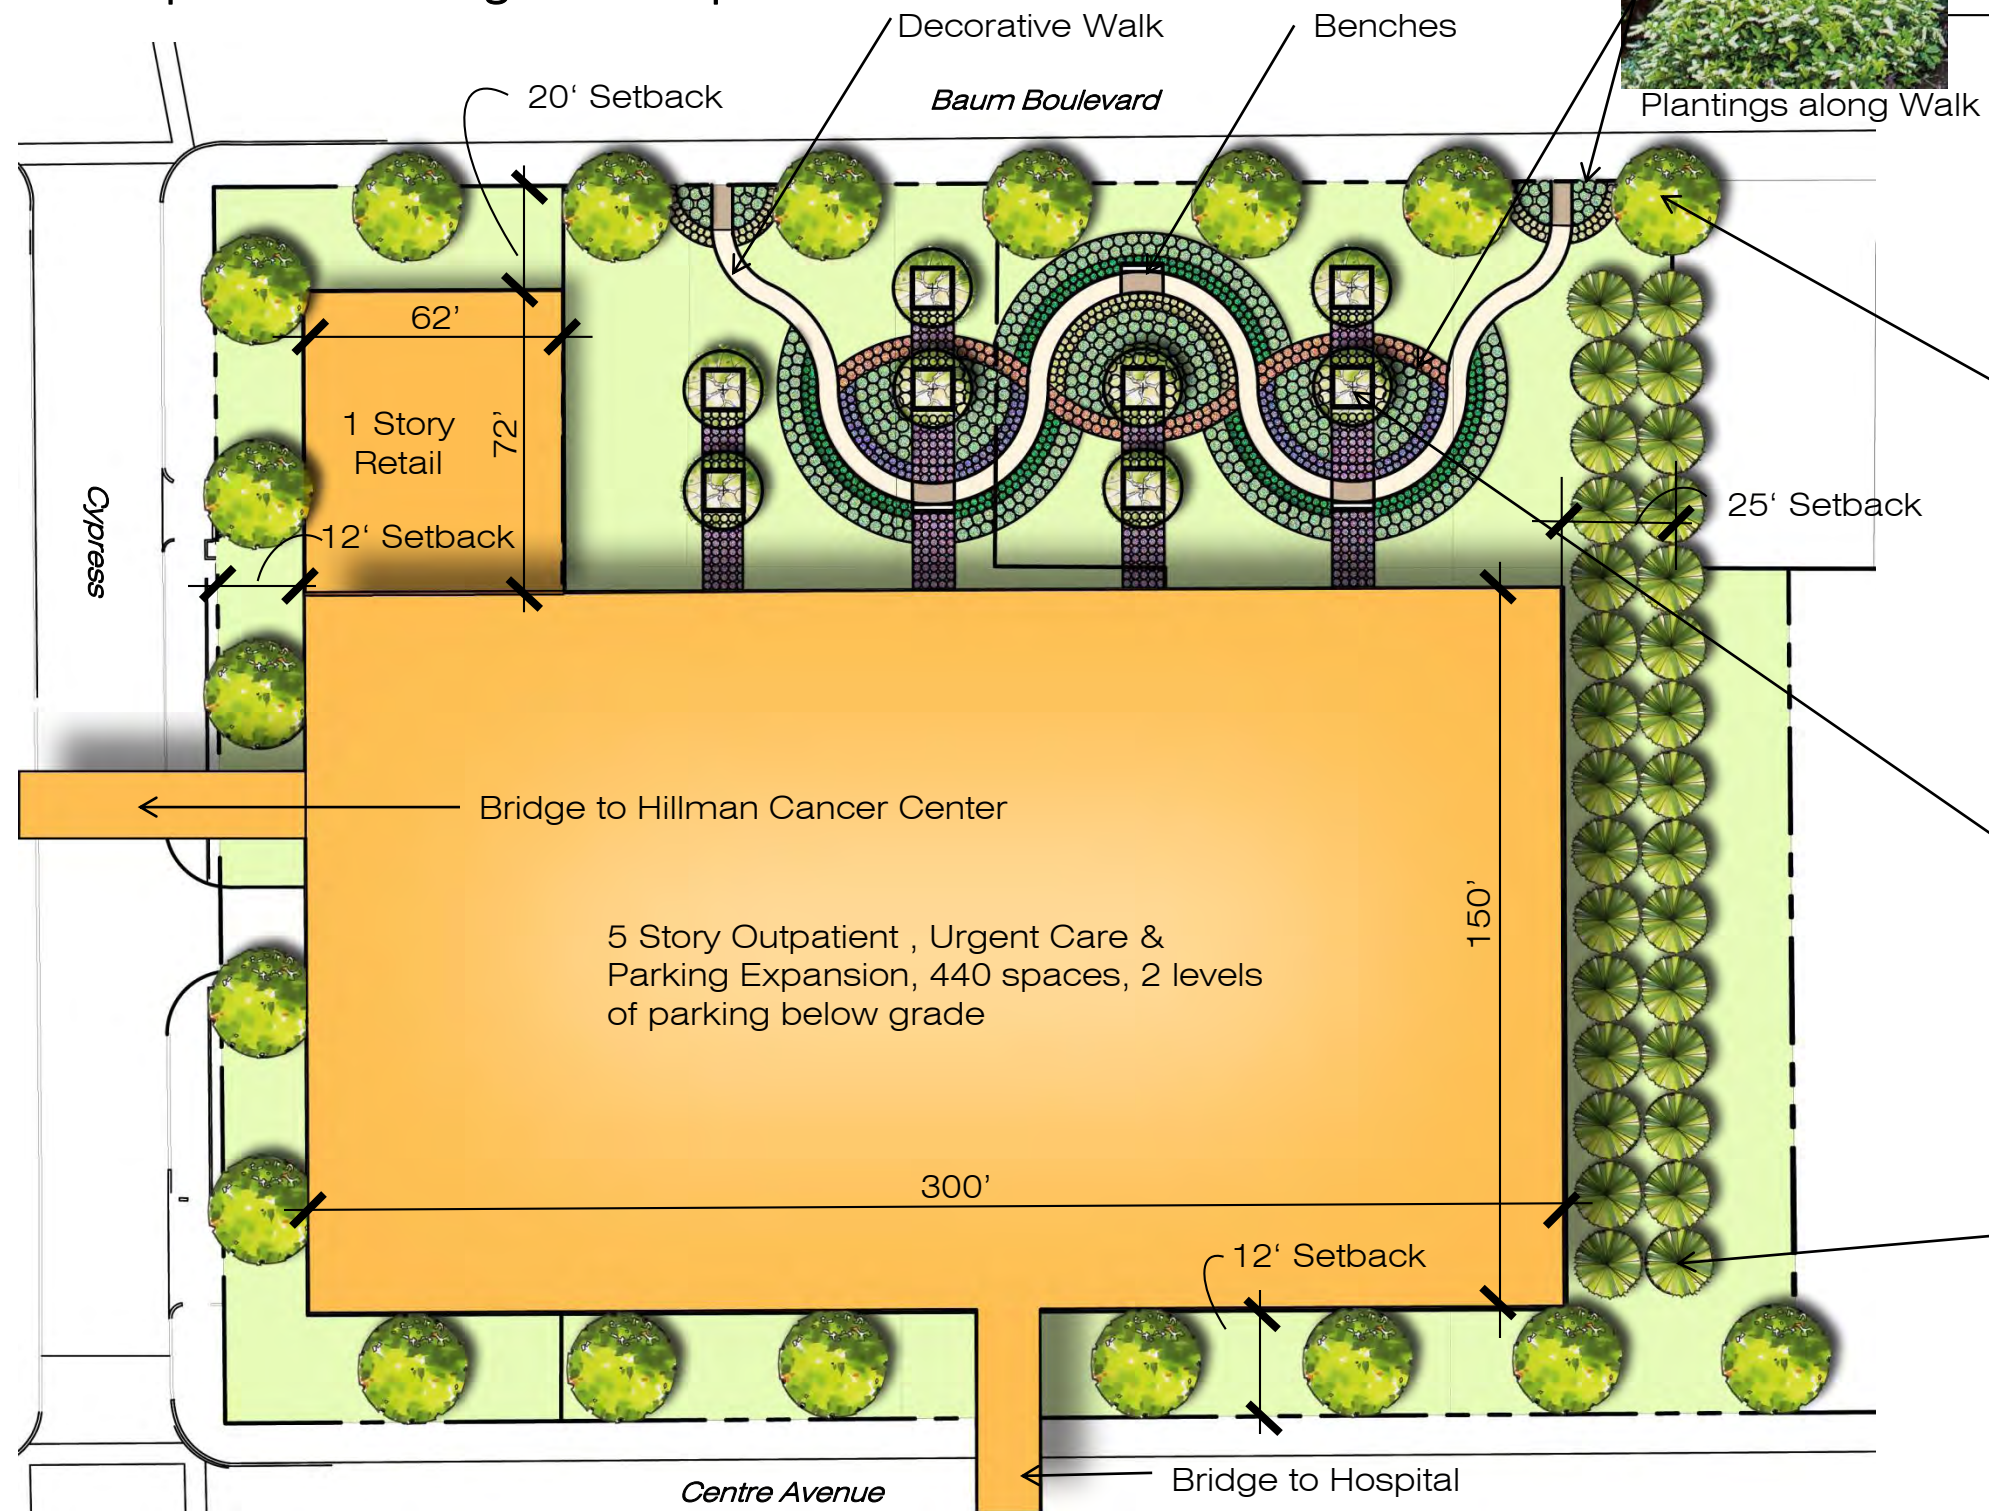 Decorative Walk
Benches
20‘ Setback
Baum Boulevard
Plantings along Walk
62’
1 Story
Retail
72’
25‘ Setback
12‘ Setback
Cypress
Bridge to Hillman Cancer Center
150’
5 Story Outpatient , Urgent Care &
Parking Expansion, 440 spaces, 2 levels
of parking below grade
300’
12‘ Setback
Bridge to Hospital
Centre Avenue